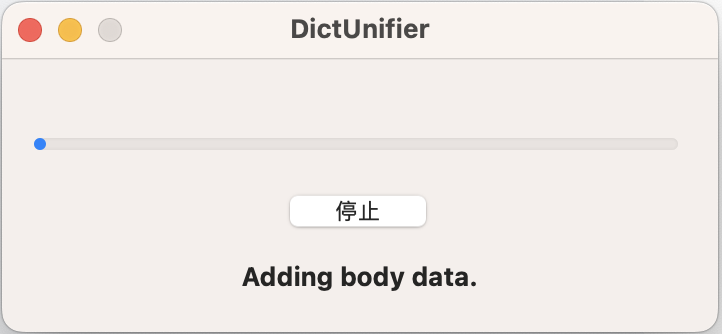 DictUnifier
停止
Adding body data.